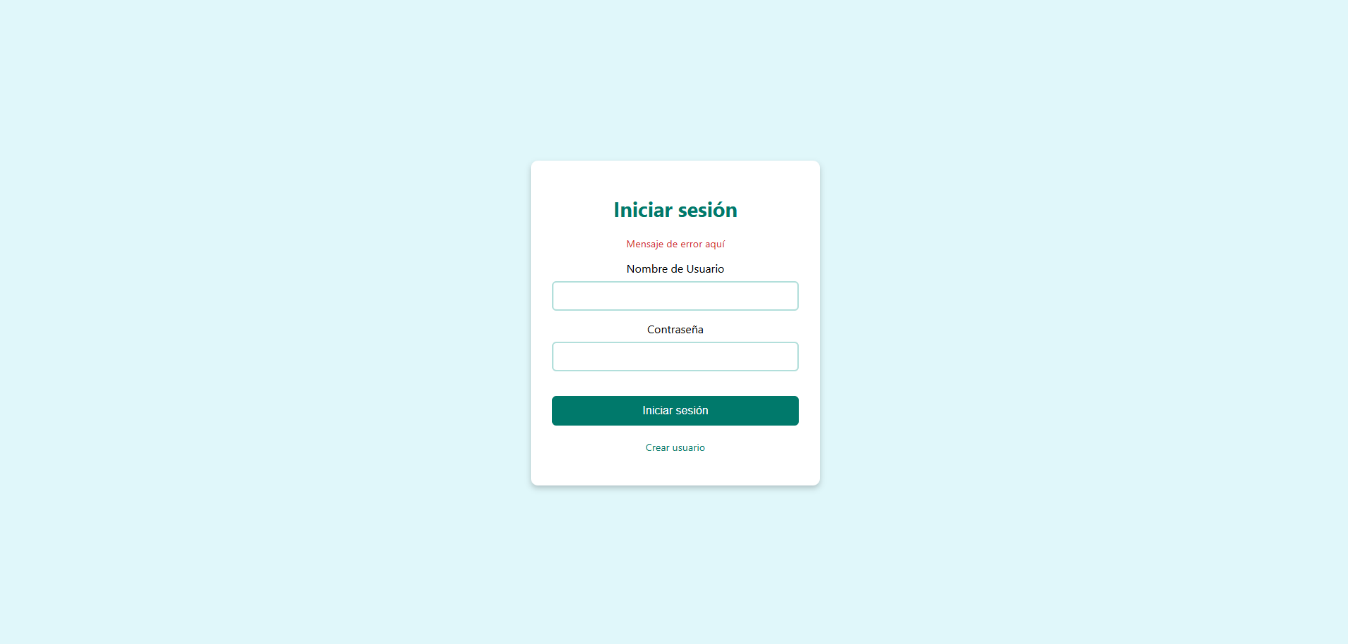 Iniciar sesión
Mensaje de error aquí
Nombre de Usuario
Contraseña
Iniciar sesión
Crear usuario